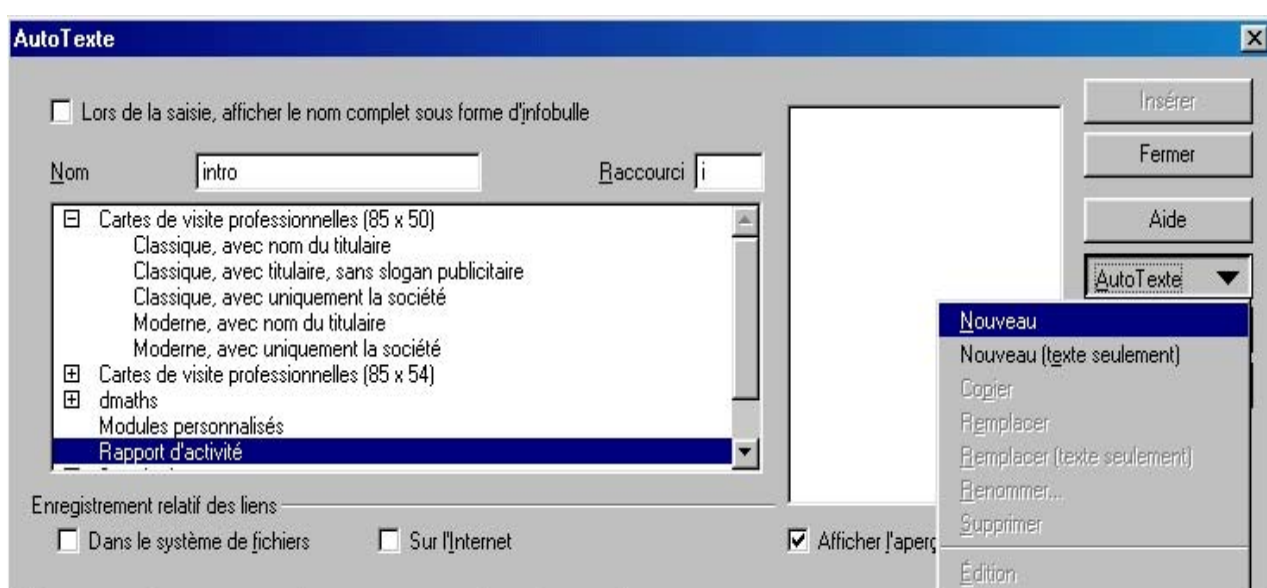 AutoTexte
Lors de la saisie, afficher le nom complet sous forme d'infobulle
Insérer
Nom
intro
Raccourci
i
Fermer
Cartes de visite professionnelles (85 x 50)
Classique, avec nom du titulaire
Classique, avec titulaire, sans slogan publicitaire
Classique, avec uniquement la société
Moderne, avec nom du titulaire
Moderne, avec uniquement la société
Cartes de visite professionnelles (85 x 54)
dmaths
Modules personnalisés
Rapport d'activité
Aide
AutoTexte
Nouveau
Nouveau (texte seulement)
Copier
Remplacer
Remplacer (texte seulement)
Renommer...
Supprimer
Édition
Enregistrement relatif des liens
Dans le système de fichiers
Sur l'Internet
Afficher